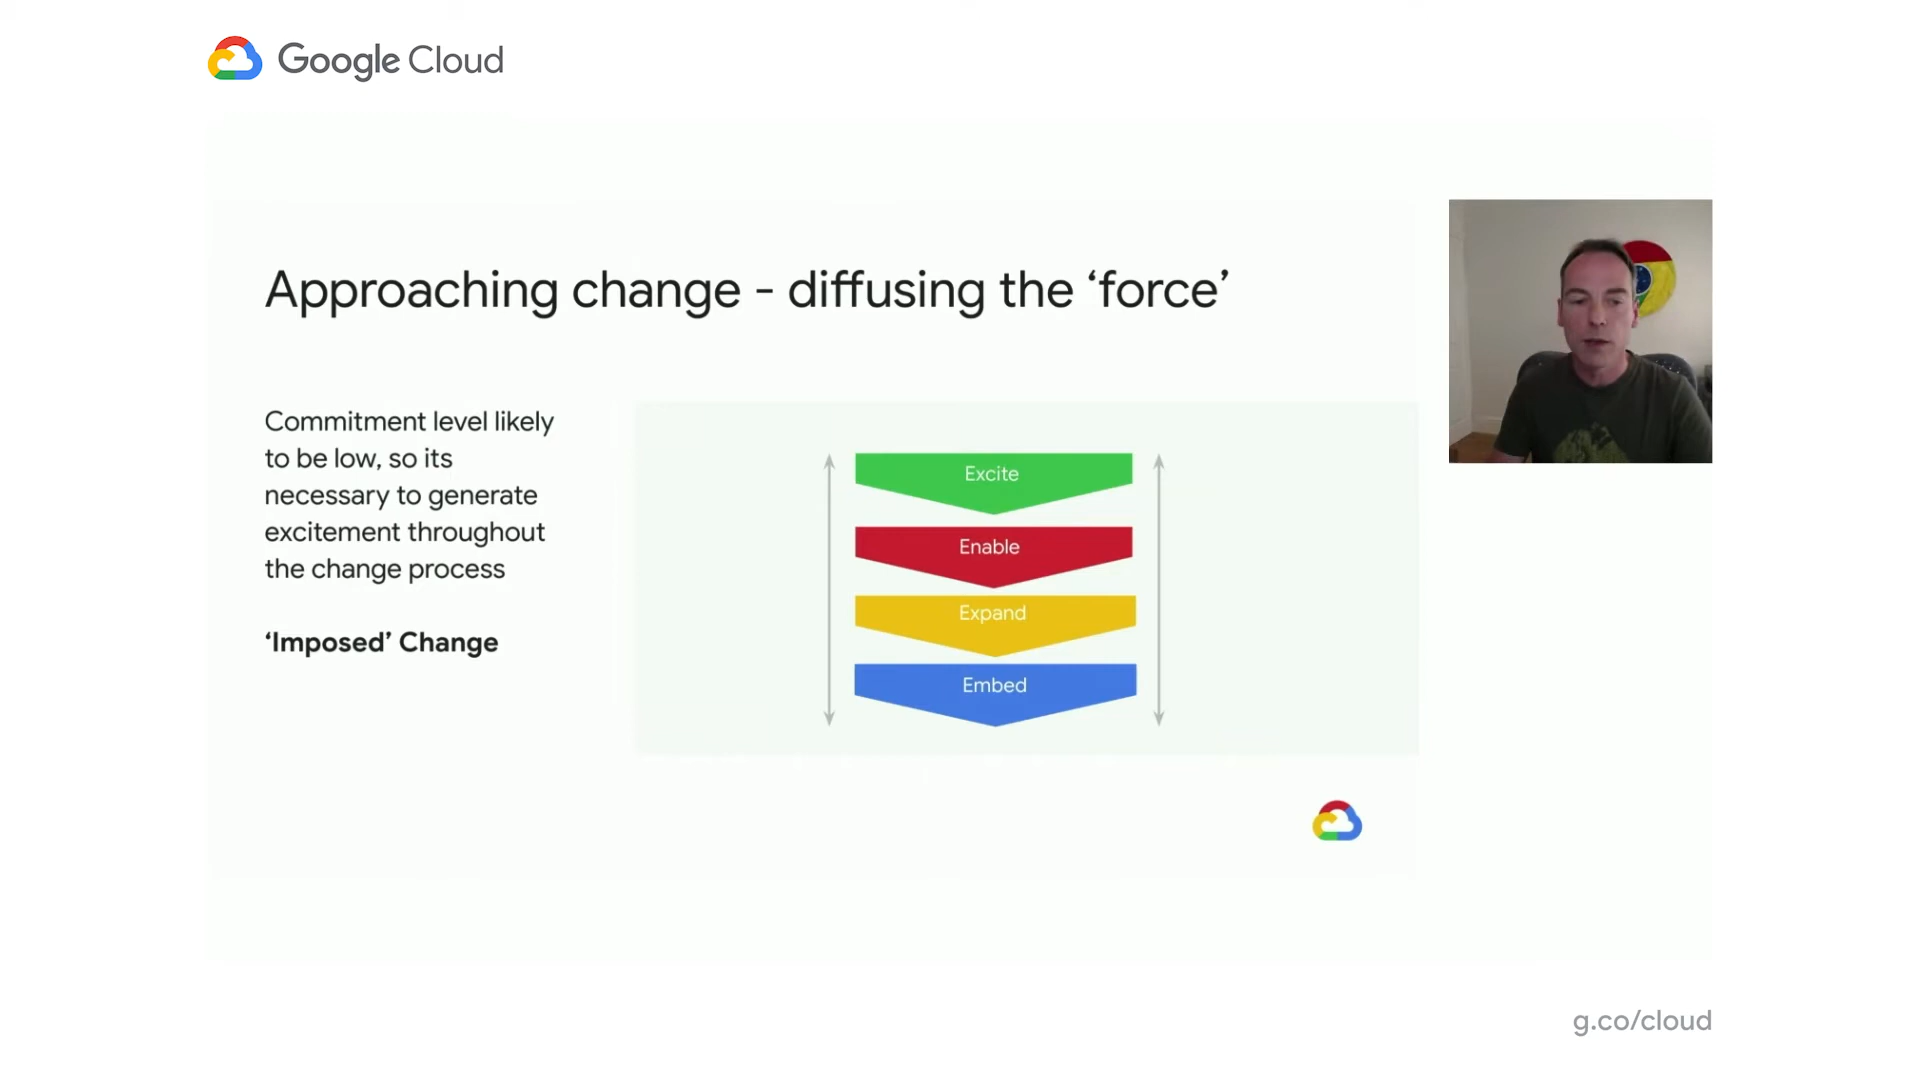 Google Cloud
Approaching change - diffusing the ‘force’
Commitment level likely
to be low, so its
necessary to generate
excitement throughout
the change process
‘Imposed’ Change
Excite
Enable
Expand
Embed
g.co/cloud